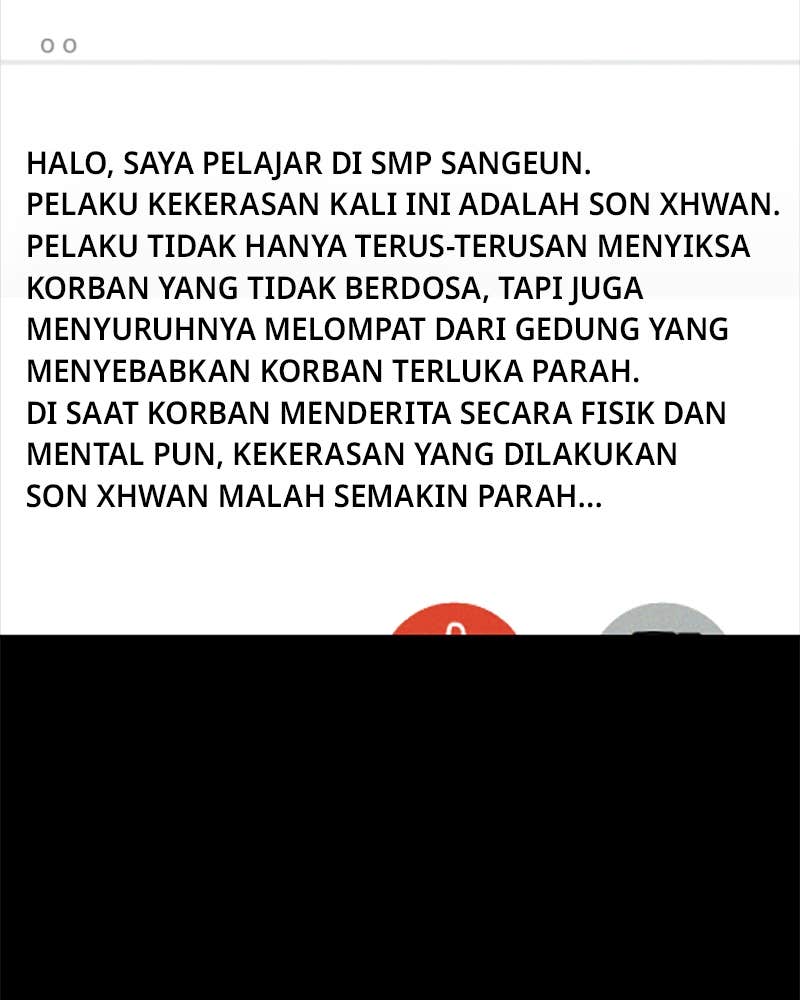 o o
HALO, SAYA PELAJAR DI SMP SANGEUN.
PELAKU KEKERASAN KALI INI ADALAH SON XHWAN.
PELAKU TIDAK HANYA TERUS-TERUSAN MENYIKSA
KORBAN YANG TIDAK BERDOSA, TAPI JUGA
MENYURUHNYA MELOMPAT DARI GEDUNG YANG
MENYEBABKAN KORBAN TERLUKA PARAH.
DI SAAT KORBAN MENDERITA SECARA FISIK DAN
MENTAL PUN, KEKERASAN YANG DILAKUKAN
SON XHWAN MALAH SEMAKIN PARAH...